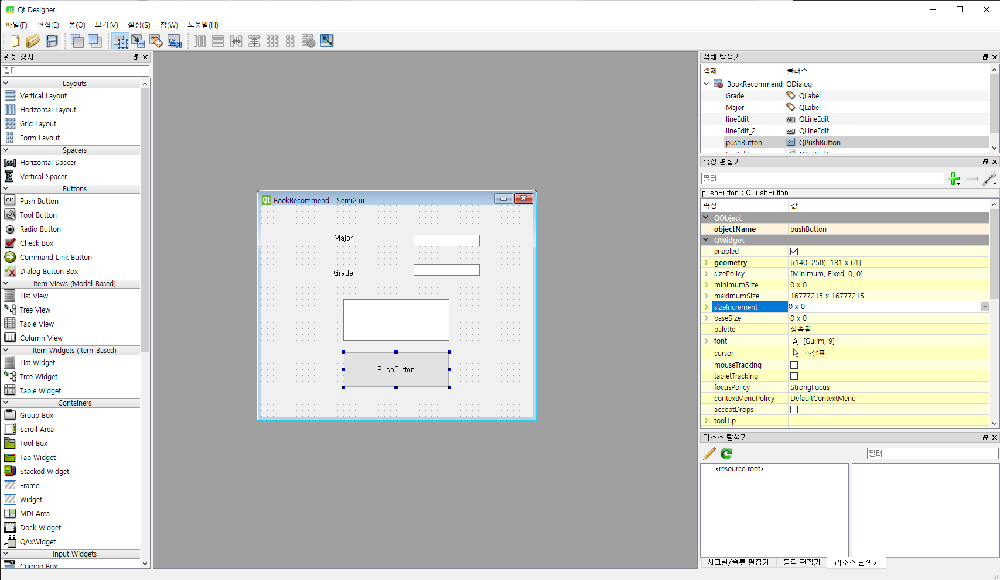 Qt Designer
파일(F) 편집(E) 폼(O) 보기(V) 설정(S) 창(W) 도움말(H)
위젯 상자
필터
Layouts
Vertical Layout
Horizontal Layout
Grid Layout
Form Layout
Spacers
Horizontal Spacer
Vertical Spacer
Buttons
Push Button
Tool Button
Radio Button
Check Box
Command Link Button
Dialog Button Box
Item Views (Model-Based)
List View
Tree View
Table View
Column View
Item Widgets (Item-Based)
List Widget
Tree Widget
Table Widget
Containers
Group Box
Scroll Area
Tool Box
Tab Widget
Stacked Widget
Frame
Widget
MDI Area
Dock Widget
QAxWidget
Input Widgets
Combo Box
BookRecommend - Semi2.ui
Major
Grade
PushButton
객체 탐색기
객체 클래스
BookRecommend QDialog
Grade QLabel
Major QLabel
lineEdit QLineEdit
lineEdit_2 QLineEdit
pushButton QPushButton
속성 편집기
필터
pushButton : QPushButton
속성 값
QObject
objectName pushButton
QWidget
enabled
geometry [(140, 250), 181 x 61]
sizePolicy [Minimum, Fixed, 0, 0]
minimumSize 0 x 0
maximumSize 16777215 x 16777215
sizeIncrement 0 x 0
baseSize 0 x 0
palette 상속됨
font A [Gulim, 9]
cursor 화살표
mouseTracking
tabletTracking
focusPolicy StrongFocus
contextMenuPolicy DefaultContextMenu
acceptDrops
toolTip
리소스 탐색기
필터
<resource root>
시그널/슬롯 편집기 동작 편집기 리소스 탐색기